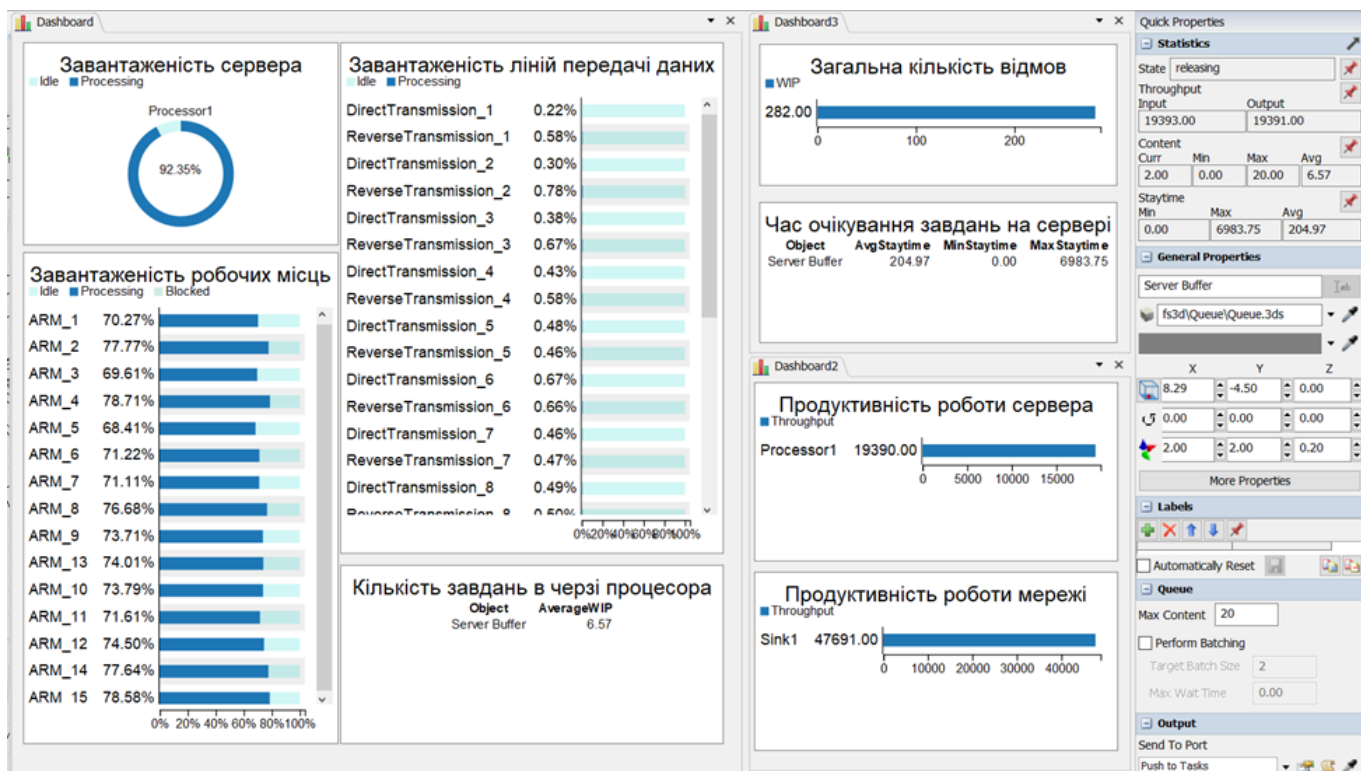 Dashboard
Завантаженість сервера
Idle Processing
Processor1
92.35%
Завантаженість робочих місць
Idle Processing Blocked
ARM_1 70.27%
ARM_2 77.77%
ARM_3 69.61%
ARM_4 78.71%
ARM_5 68.41%
ARM_6 71.22%
ARM_7 71.11%
ARM_8 76.68%
ARM_9 73.71%
ARM_13 74.01%
ARM_10 73.79%
ARM_11 71.61%
ARM_12 74.50%
ARM_14 77.64%
ARM_15 78.58%
0% 20% 40% 60% 80%100%
Завантаженість ліній передачі даних
Idle Processing
DirectTransmission_1 0.22%
ReverseTransmission_1 0.58%
DirectTransmission_2 0.30%
ReverseTransmission_2 0.78%
DirectTransmission_3 0.38%
ReverseTransmission_3 0.67%
DirectTransmission_4 0.43%
ReverseTransmission_4 0.58%
DirectTransmission_5 0.48%
ReverseTransmission_5 0.46%
DirectTransmission_6 0.67%
ReverseTransmission_6 0.66%
DirectTransmission_7 0.46%
ReverseTransmission_7 0.47%
DirectTransmission_8 0.49%
ReverseTransmission_8 0.50%
0%20%40%60%80%100%
Кількість завдань в черзі процесора
Object AverageWIP
Server Buffer 6.57
Dashboard3
Загальна кількість відмов
WIP
282.00
0 100 200
Час очікування завдань на сервері
Object AvgStaytime MinStaytime MaxStaytime
Server Buffer 204.97 0.00 6983.75
Dashboard2
Продуктивність роботи сервера
Throughput
Processor1 19390.00
0 5000 10000 15000
Продуктивність роботи мережі
Throughput
Sink1 47691.00
0 10000 20000 30000 40000
Quick Properties
Statistics
State releasing
Throughput
Input Output
19393.00 19391.00
Content
Curr Min Max Avg
2.00 0.00 20.00 6.57
Staytime
Min Max Avg
0.00 6983.75 204.97
General Properties
Server Buffer
fs3d\Queue\Queue.3ds
X Y Z
8.29 -4.50 0.00
0.00 0.00 0.00
2.00 2.00 0.20
More Properties
Labels
Automatically Reset
Queue
Max Content 20
Perform Batching
Target Batch Size 2
Max Wait Time 0.00
Output
Send To Port
Push to Tasks